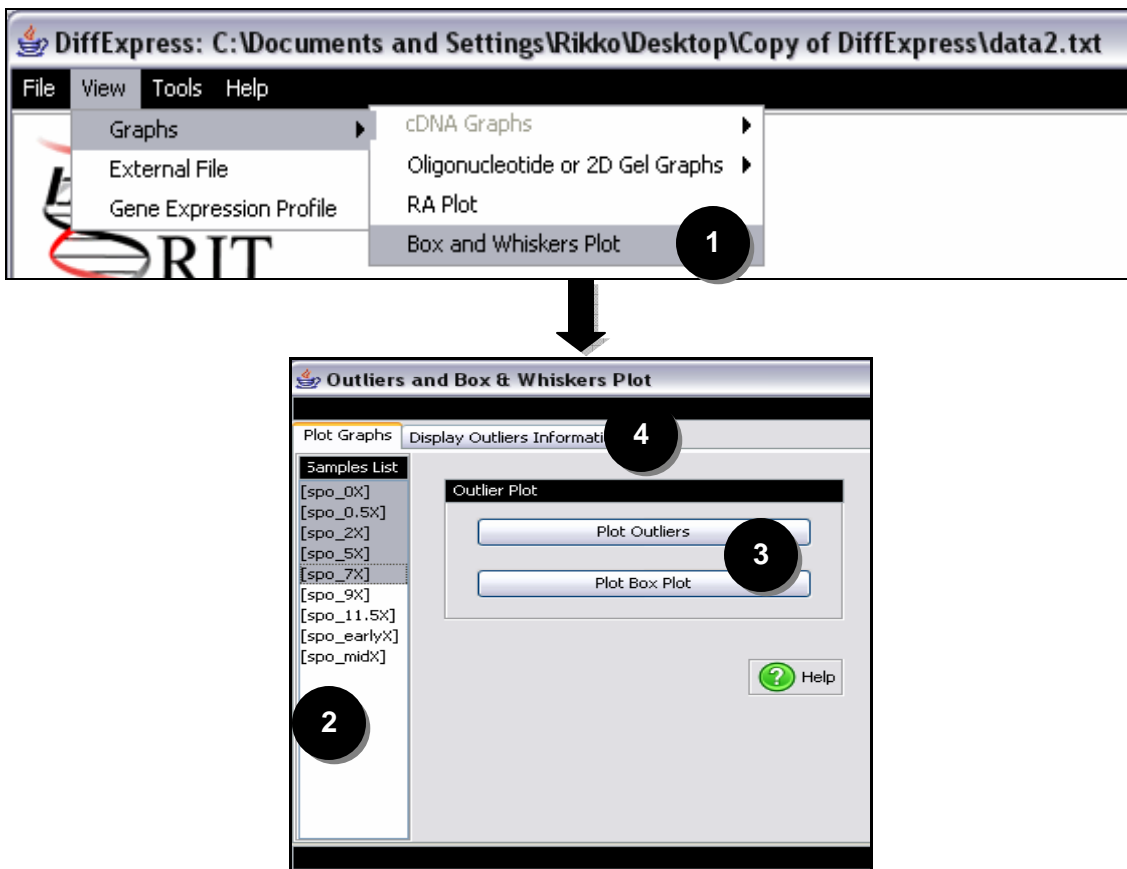 DiffExpress: C:\Documents and Settings\Rikko\Desktop\Copy of DiffExpress\data2.txt
File View Tools Help
Graphs
External File
Gene Expression Profile
cDNA Graphs
Oligonucleotide or 2D Gel Graphs
RA Plot
Box and Whiskers Plot
1
RIT
Outliers and Box & Whiskers Plot
Plot Graphs
Display Outliers Informati
4
Samples List
[spo_0X]
[spo_0.5X]
[spo_2X]
[spo_5X]
[spo_7X]
[spo_9X]
[spo_11.5X]
[spo_earlyX]
[spo_midX]
2
Outlier Plot
Plot Outliers
3
Plot Box Plot
Help